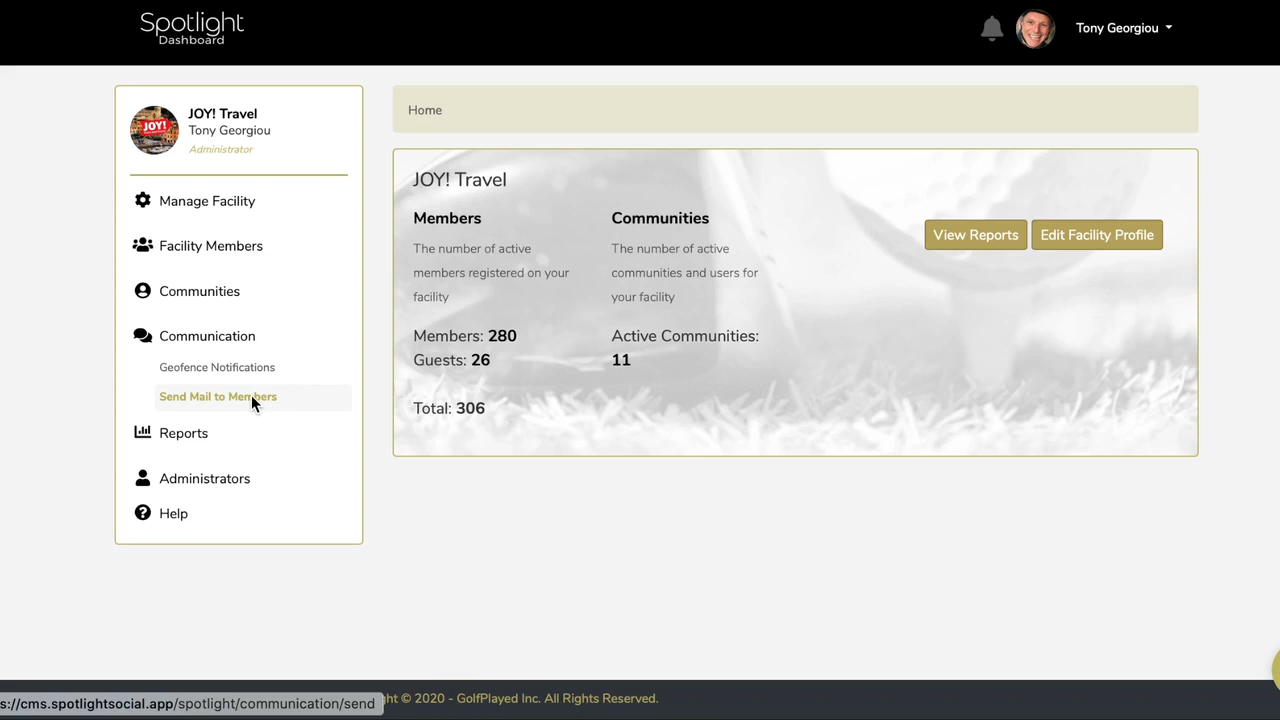 Spotlight
Dashboard
Tony Georgiou
JOY!
JOY! Travel
Tony Georgiou
Administrator
Manage Facility
Facility Members
Communities
Communication
Geofence Notifications
Send Mail to Members
Reports
Administrators
Help
Home
JOY! Travel
Members
The number of active
members registered on your
facility
Members: 280
Guests: 26
Total: 306
Communities
The number of active
communities and users for
your facility
Active Communities:
11
View Reports
Edit Facility Profile
s://cms.spotlightsocial.app/spotlight/communication/send
ght © 2020 - GolfPlayed Inc. All Rights Reserved.